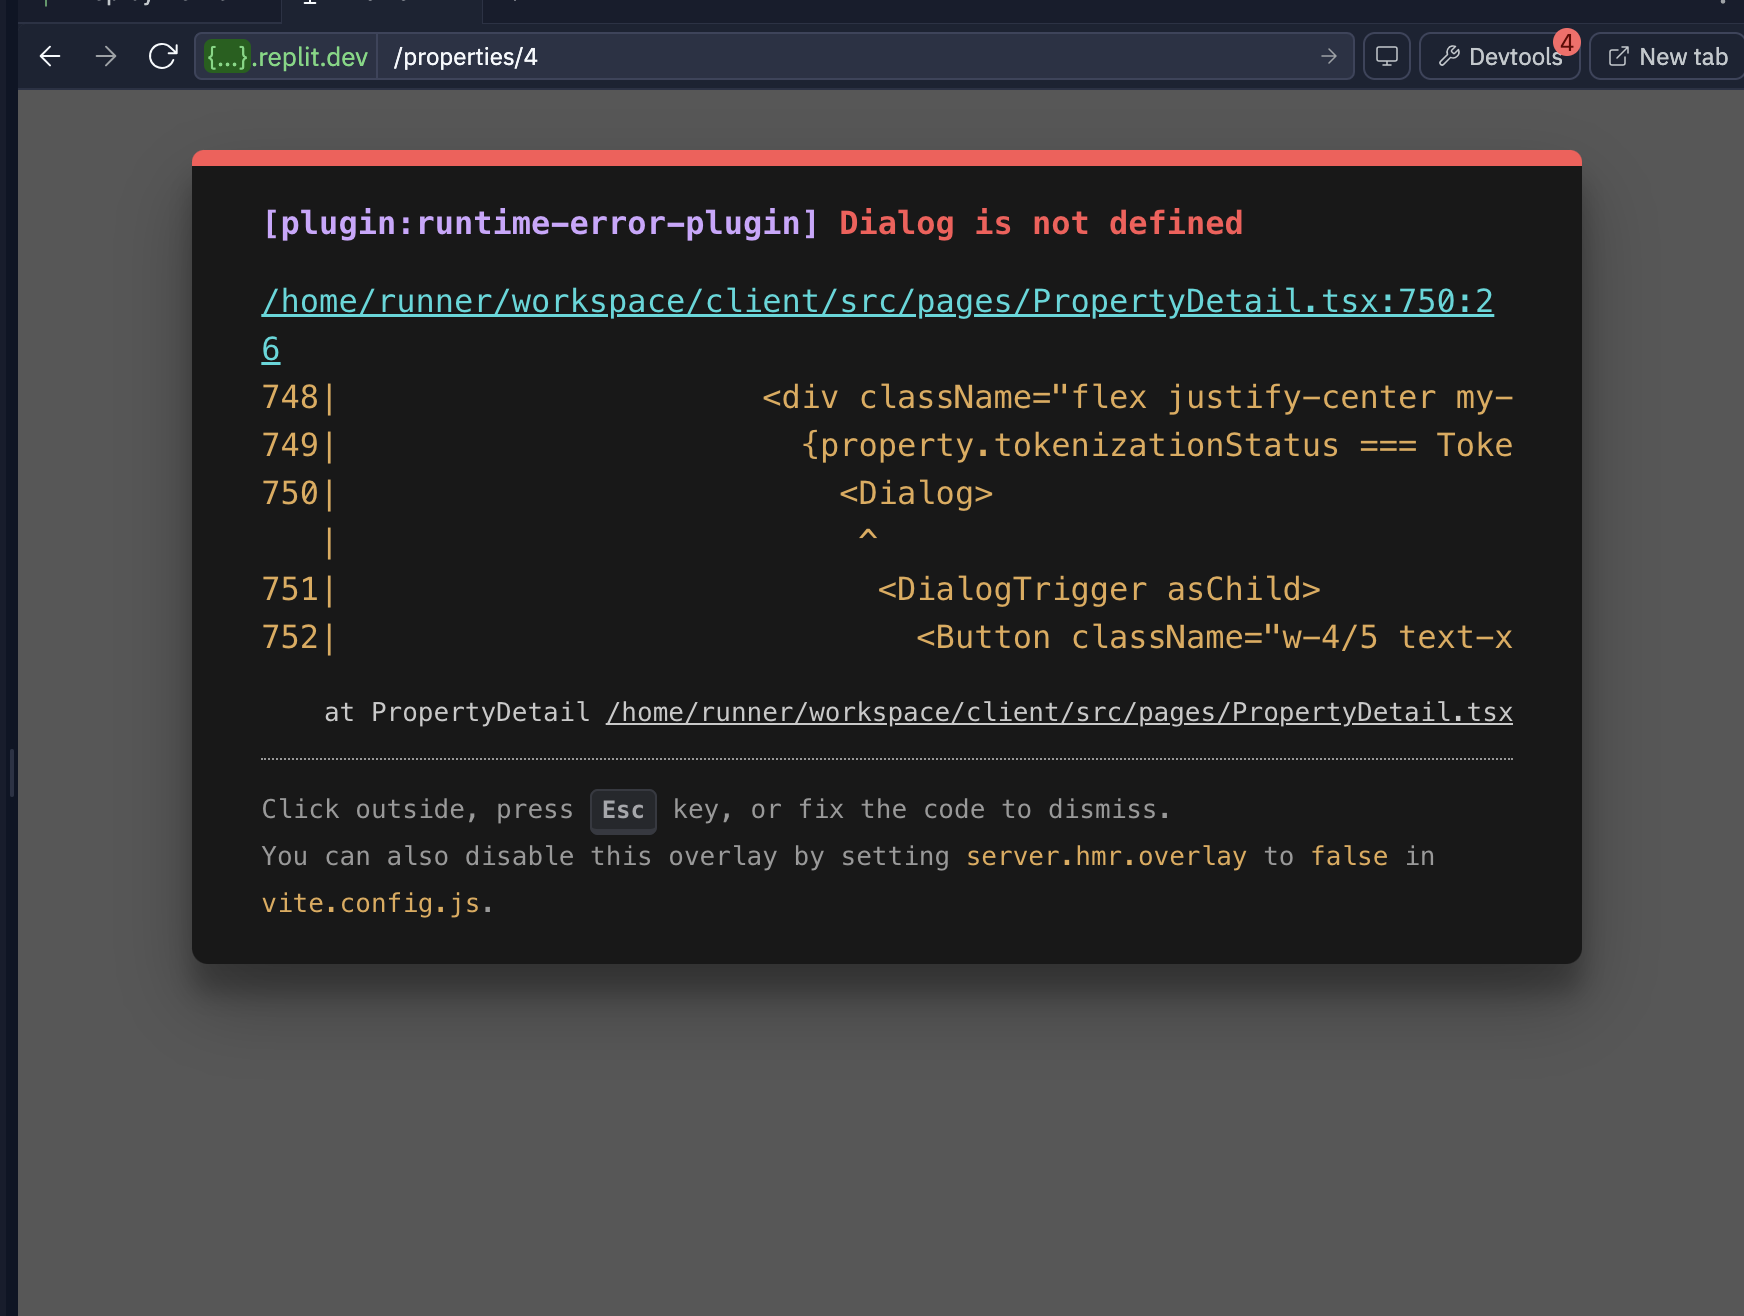 {...}.replit.dev /properties/4 Devtools 4 New tab
[plugin:runtime-error-plugin] Dialog is not defined
/home/runner/workspace/client/src/pages/PropertyDetail.tsx:750:2
6
748| <div className="flex justify-center my-
749| {property.tokenizationStatus === Toke
750| <Dialog>
| ^
751| <DialogTrigger asChild>
752| <Button className="w-4/5 text-x
at PropertyDetail /home/runner/workspace/client/src/pages/PropertyDetail.tsx
Click outside, press Esc key, or fix the code to dismiss.
You can also disable this overlay by setting server.hmr.overlay to false in
vite.config.js.